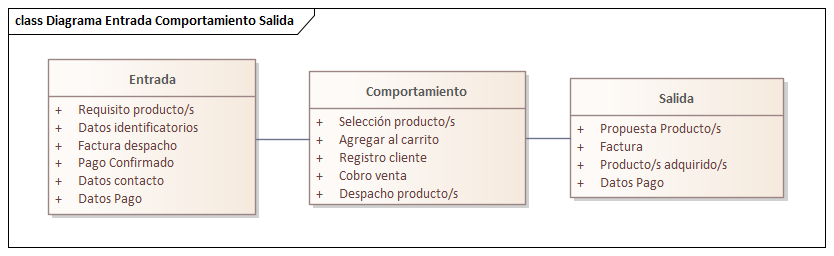 class Diagrama Entrada Comportamiento Salida
Entrada
+ Requisito producto/s
+ Datos identificatorios
+ Factura despacho
+ Pago Confirmado
+ Datos contacto
+ Datos Pago
Comportamiento
+ Selección producto/s
+ Agregar al carrito
+ Registro cliente
+ Cobro venta
+ Despacho producto/s
Salida
+ Propuesta Producto/s
+ Factura
+ Producto/s adquirido/s
+ Datos Pago